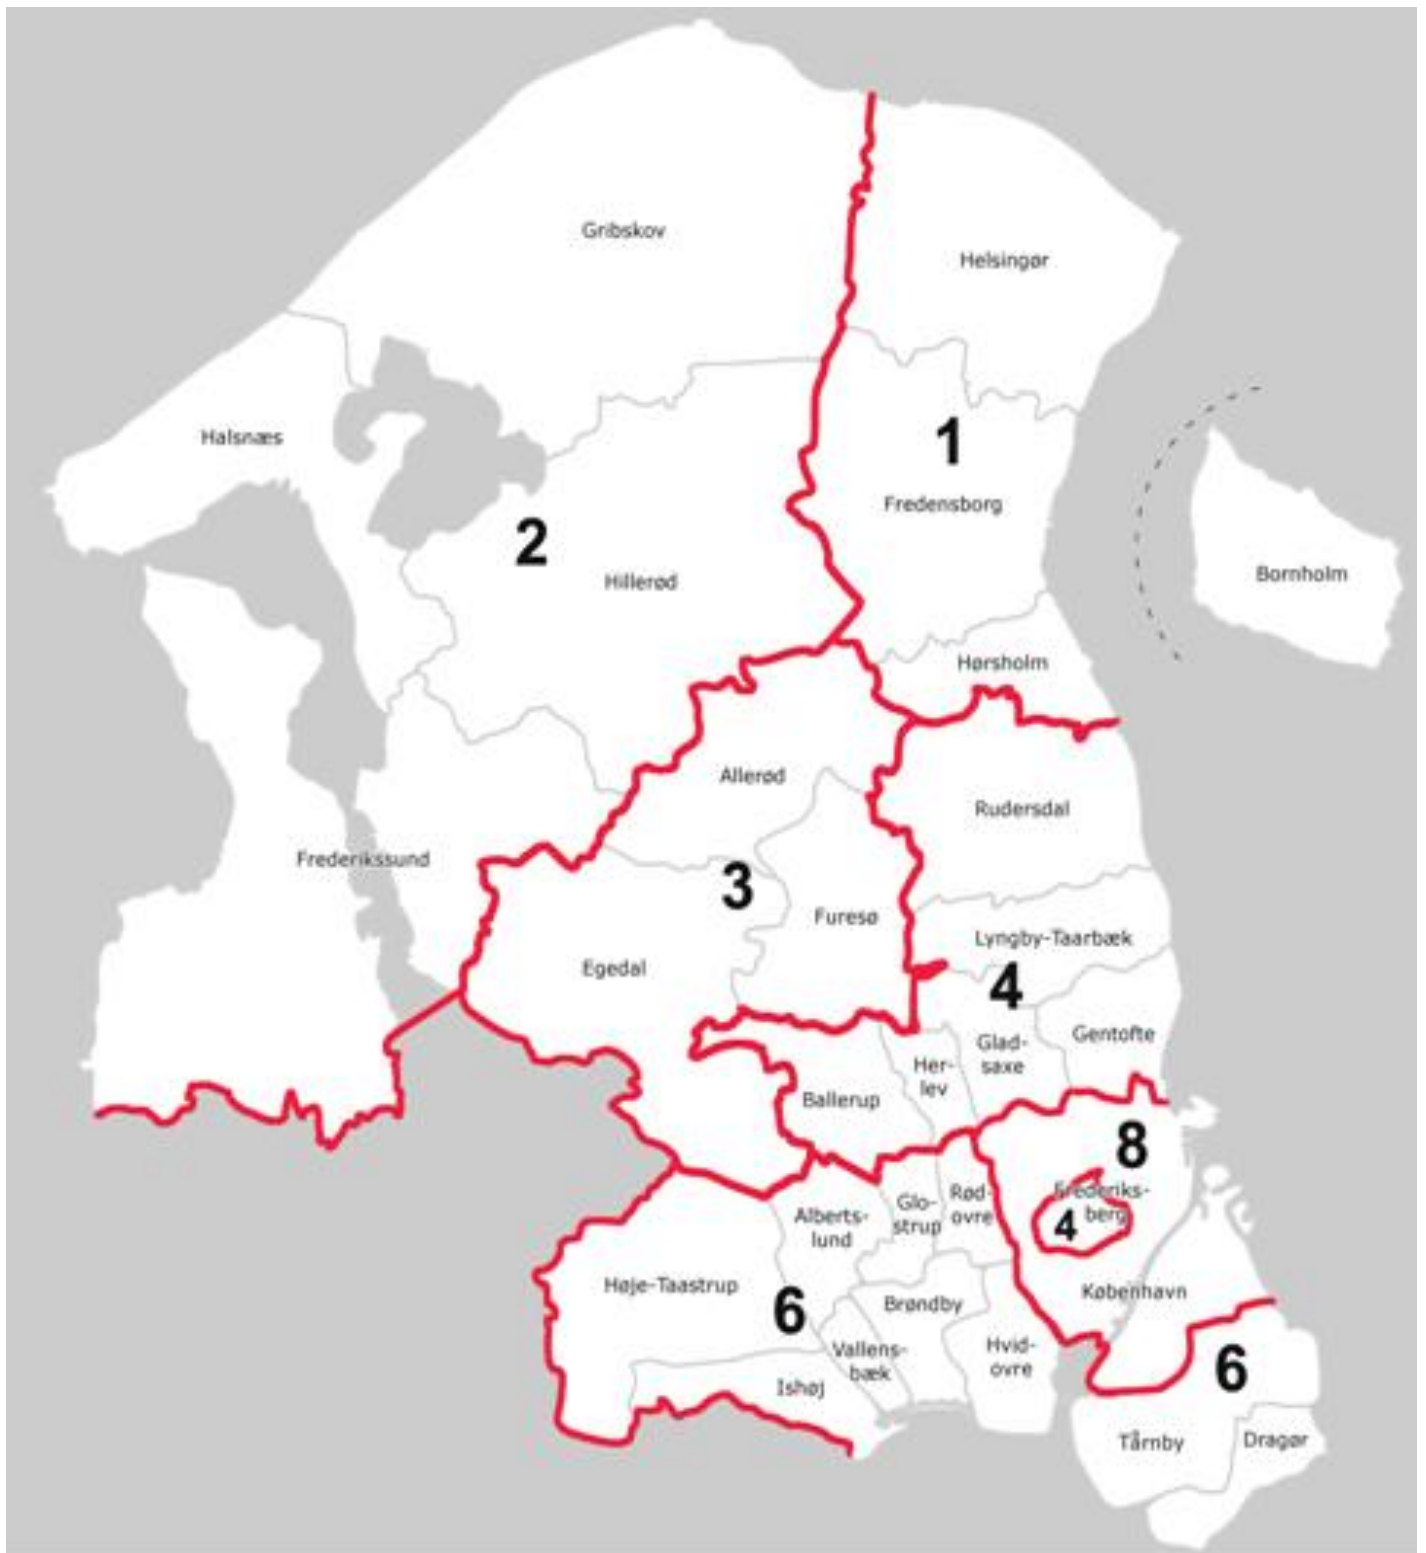 Gribskov
Helsingør
Halsnæs
1
Fredensborg
2
Hillerød
Bornholm
Hørsholm
Allerød
Rudersdal
Frederikssund
3
Furesø
Lyngby-Taarbæk
Egedal
4
Gentofte
Glad-
saxe
Her-
lev
Ballerup
8
Frederiks-
berg
4
Rød-
ovre
Glo-
strup
Alberts-
lund
Høje-Taastrup
6
København
Brøndby
Vallens-
bæk
Hvid-
ovre
Ishøj
6
Tårnby
Dragør